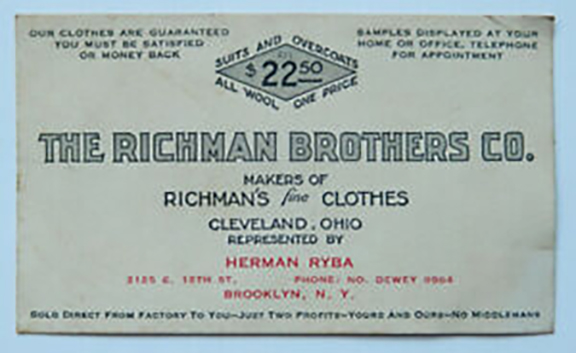 OUR CLOTHES ARE GUARANTEED
YOU MUST BE SATISFIED
OR MONEY BACK
SUITS AND OVERCOATS
ALL
$22.50
ALL WOOL ONE PRICE
SAMPLES DISPLAYED AT YOUR
HOME OR OFFICE, TELEPHONE
FOR APPOINTMENT
THE RICHMAN BROTHERS CO.
MAKERS OF
RICHMAN'S fine CLOTHES
CLEVELAND, OHIO
REPRESENTED BY
HERMAN RYBA
2125 E. 18TH ST. PHONE: NO. DEWEY
BROOKLYN, N. Y.
SOLD DIRECT FROM FACTORY TO YOU—JUST TWO PROFITS—YOURS AND OURS—NO MIDDLEMANS